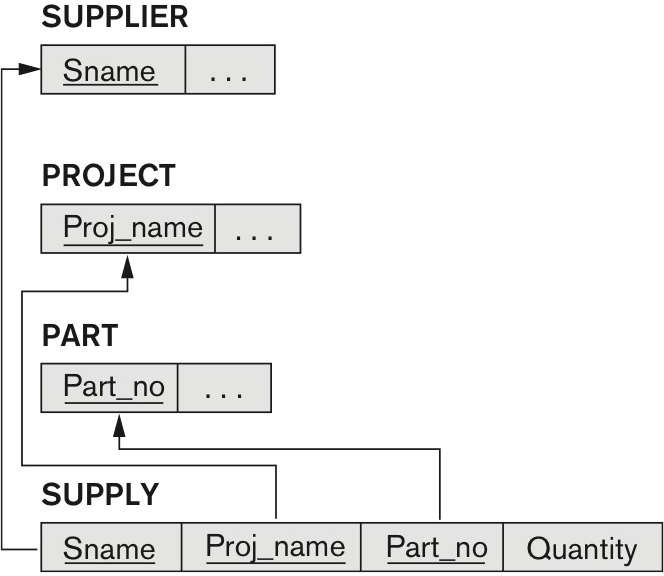 SUPPLIER
Sname ...
PROJECT
Proj_name ...
PART
Part_no ...
SUPPLY
Sname Proj_name Part_no Quantity